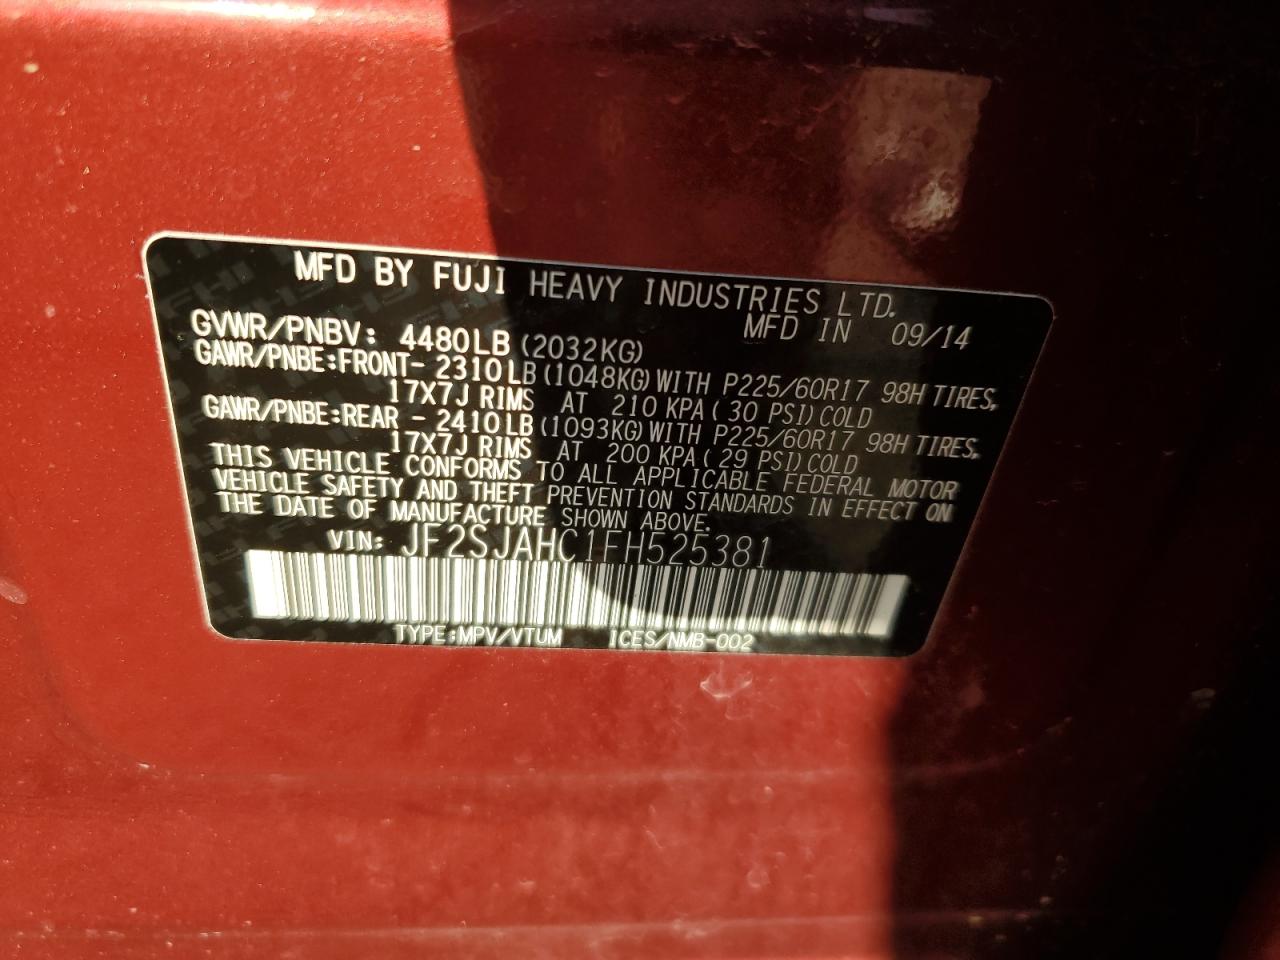 MFD BY FUJI HEAVY INDUSTRIES LTD.
MFD IN 09/14
GVWR/PNBV: 4480LB (2032KG)
GAWR/PNBE:FRONT- 2310LB (1048KG) WITH P225/60R17 98H TIRES,
17X7J RIMS AT 210 KPA ( 30 PSI) COLD
GAWR/PNBE:REAR - 2410LB (1093KG) WITH P225/60R17 98H TIRES,
17X7J RIMS AT 200 KPA ( 29 PSI) COLD
THIS VEHICLE CONFORMS TO ALL APPLICABLE FEDERAL MOTOR
VEHICLE SAFETY AND THEFT PREVENTION STANDARDS IN EFFECT ON
THE DATE OF MANUFACTURE SHOWN ABOVE.
VIN: JF2SJAHC1FH525381
TYPE:MPV/VTUM ICES/NMB-002